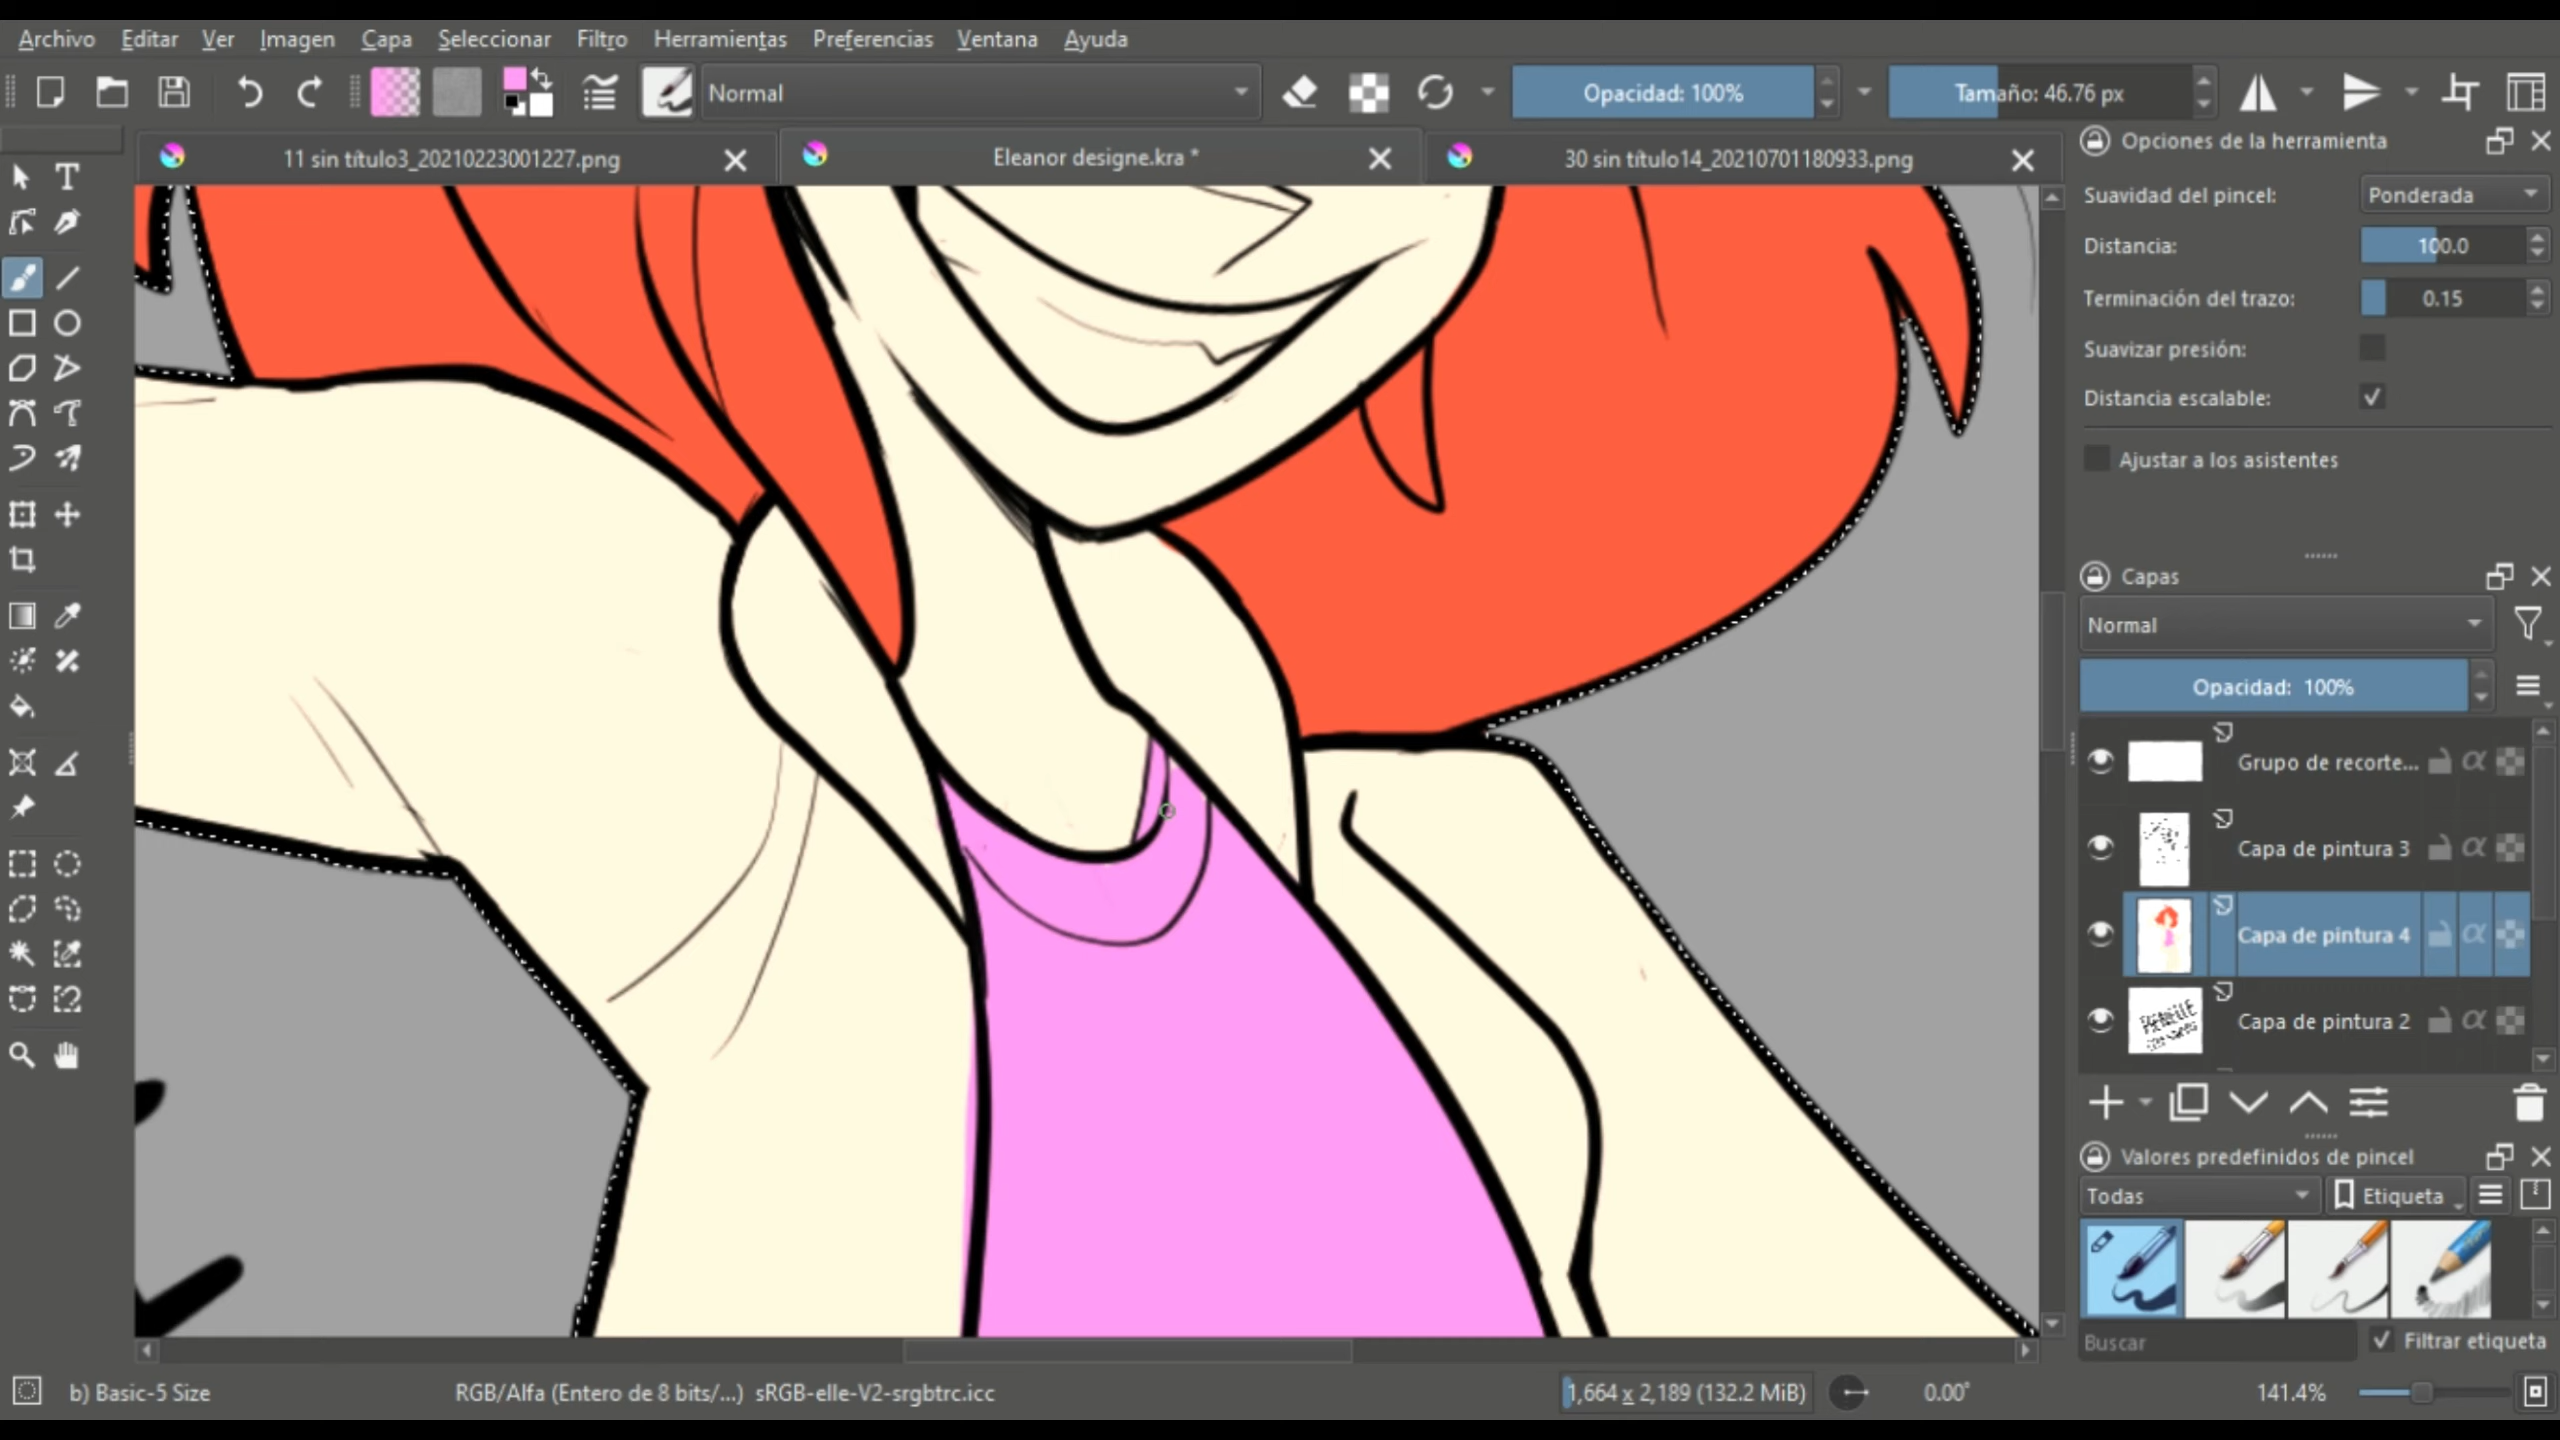 Archivo Editar Ver Imagen Capa Seleccionar Filtro Herramientas Preferencias Ventana Ayuda
Normal Opacidad: 100% Tamaño: 46.76 px
11 sin título3_20210223001227.png Eleanor designe.kra * 30 sin título14_20210701180933.png
Opciones de la herramienta
Suavidad del pincel: Ponderada
Distancia: 100.0
Terminación del trazo: 0.15
Suavizar presión:
Distancia escalable:
Ajustar a los asistentes
Capas
Normal
Opacidad: 100%
Grupo de recorte...
Capa de pintura 3
Capa de pintura 4
Capa de pintura 2
Valores predefinidos de pincel
Todas Etiqueta
Buscar Filtrar etiqueta
b) Basic-5 Size RGB/Alfa (Entero de 8 bits/...) sRGB-elle-V2-srgbtrc.icc 1,664 x 2,189 (132.2 MiB) 0.00° 141.4%